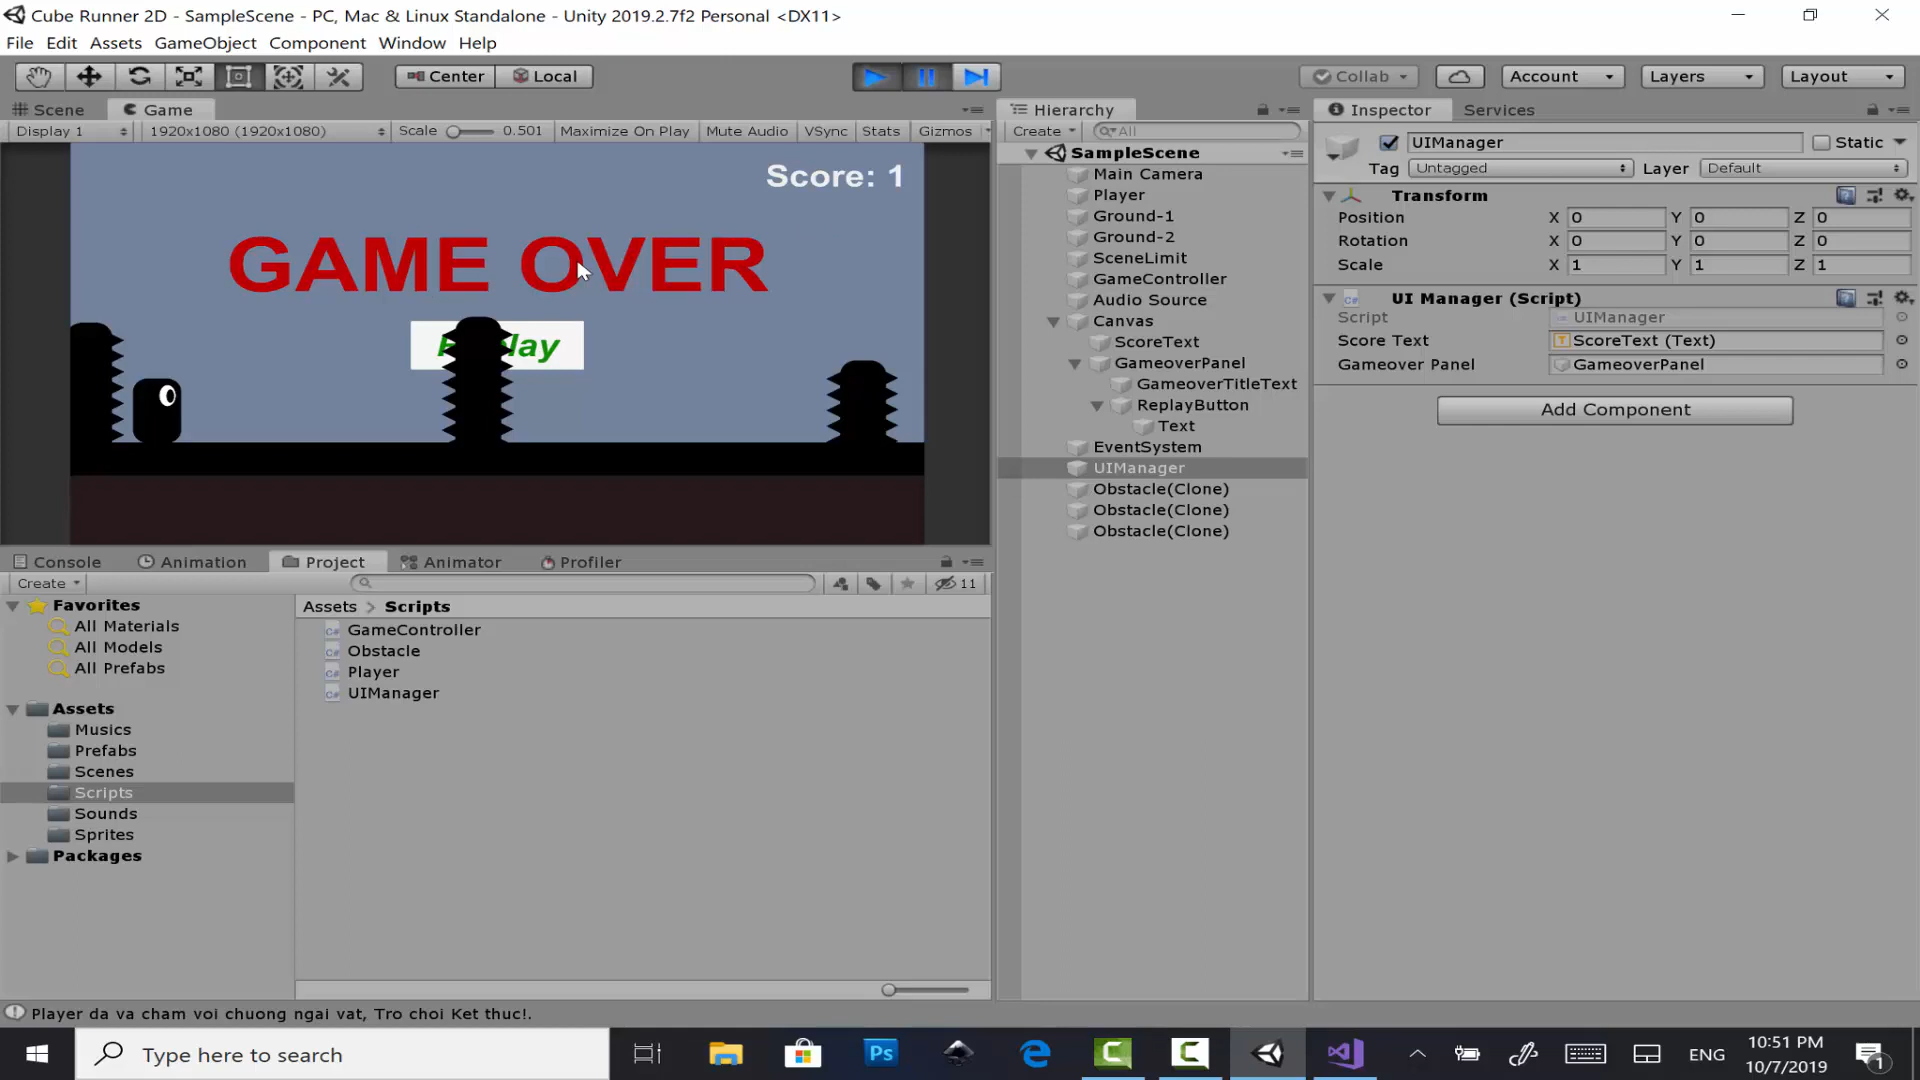 Cube Runner 2D - SampleScene - PC, Mac & Linux Standalone - Unity 2019.2.7f2 Personal <DX11>
File Edit Assets GameObject Component Window Help
Center Local Collab Account Layers Layout
Scene Game
Display 1 1920x1080 (1920x1080) Scale 0.501 Maximize On Play Mute Audio VSync Stats Gizmos
Score: 1
GAME OVER
Console Animation Project Animator Profiler
Create 11
Favorites
All Materials
All Models
All Prefabs
Assets
Musics
Prefabs
Scenes
Scripts
Sounds
Sprites
Packages
Assets > Scripts
GameController
Obstacle
Player
UIManager
Hierarchy
Create All
SampleScene
Main Camera
Player
Ground-1
Ground-2
SceneLimit
GameController
Audio Source
Canvas
ScoreText
GameoverPanel
GameoverTitleText
ReplayButton
Text
EventSystem
UIManager
Obstacle(Clone)
Obstacle(Clone)
Obstacle(Clone)
Inspector Services
UIManager Static
Tag Untagged Layer Default
Transform
Position X 0 Y 0 Z 0
Rotation X 0 Y 0 Z 0
Scale X 1 Y 1 Z 1
UI Manager (Script)
Script UIManager
Score Text ScoreText (Text)
Gameover Panel GameoverPanel
Add Component
Player da va cham voi chuong ngai vat, Tro choi Ket thuc!.
Type here to search
Ps
ENG
10:51 PM
10/7/2019
1